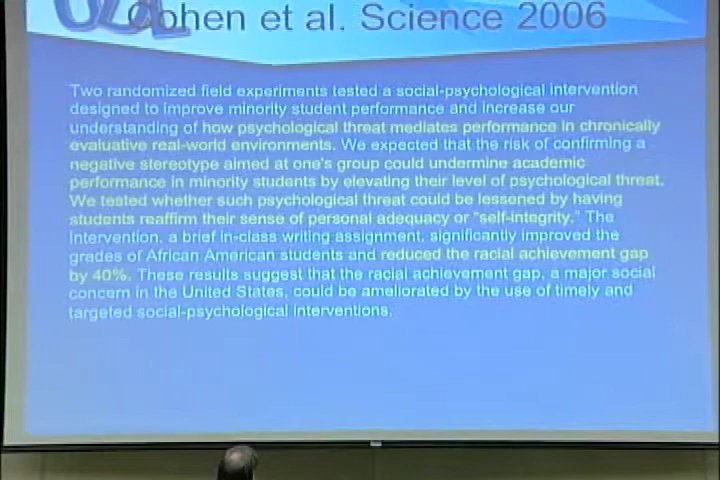 Cohen et al. Science 2006
Two randomized field experiments tested a social-psychological intervention
designed to improve minority student performance and increase our
understanding of how psychological threat mediates performance in chronically
evaluative real-world environments. We expected that the risk of confirming a
negative stereotype aimed at one's group could undermine academic
performance in minority students by elevating their level of psychological threat.
We tested whether such psychological threat could be lessened by having
students reaffirm their sense of personal adequacy or "self-integrity." The
intervention, a brief in-class writing assignment, significantly improved the
grades of African American students and reduced the racial achievement gap
by 40%. These results suggest that the racial achievement gap, a major social
concern in the United States, could be ameliorated by the use of timely and
targeted social-psychological interventions.